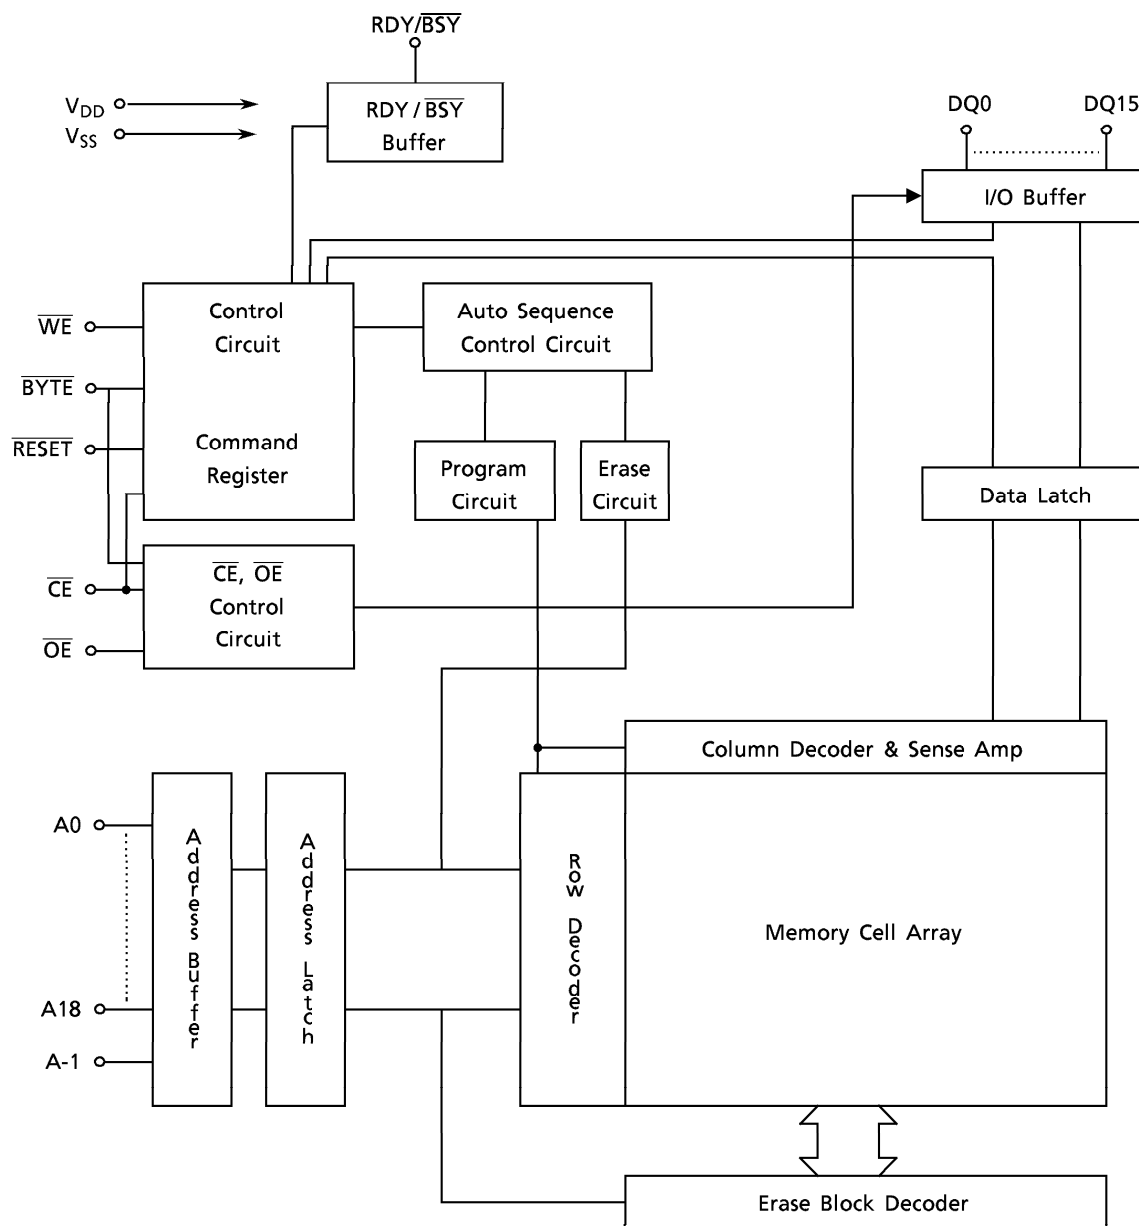 RDY/BSY
VDD
VSS
RDY / BSY
Buffer
DQ0
DQ15
I/O Buffer
WE
BYTE
RESET
Control
Circuit
Command
Register
Auto Sequence
Control Circuit
Program
Circuit
Erase
Circuit
Data Latch
CE
OE
CE, OE
Control
Circuit
Column Decoder & Sense Amp
A0
A18
A-1
Address Buffer
Address Latch
Row Decoder
Memory Cell Array
Erase Block Decoder